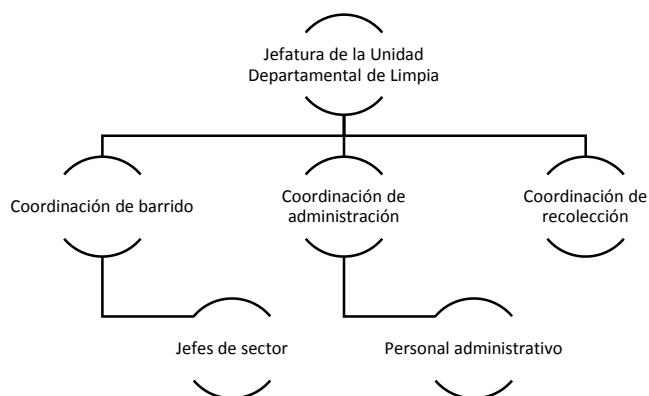 Jefatura de la Unidad
Departamental de Limpia
Coordinación de barrido
Coordinación de
administración
Coordinación de
recolección
Jefes de sector
Personal administrativo